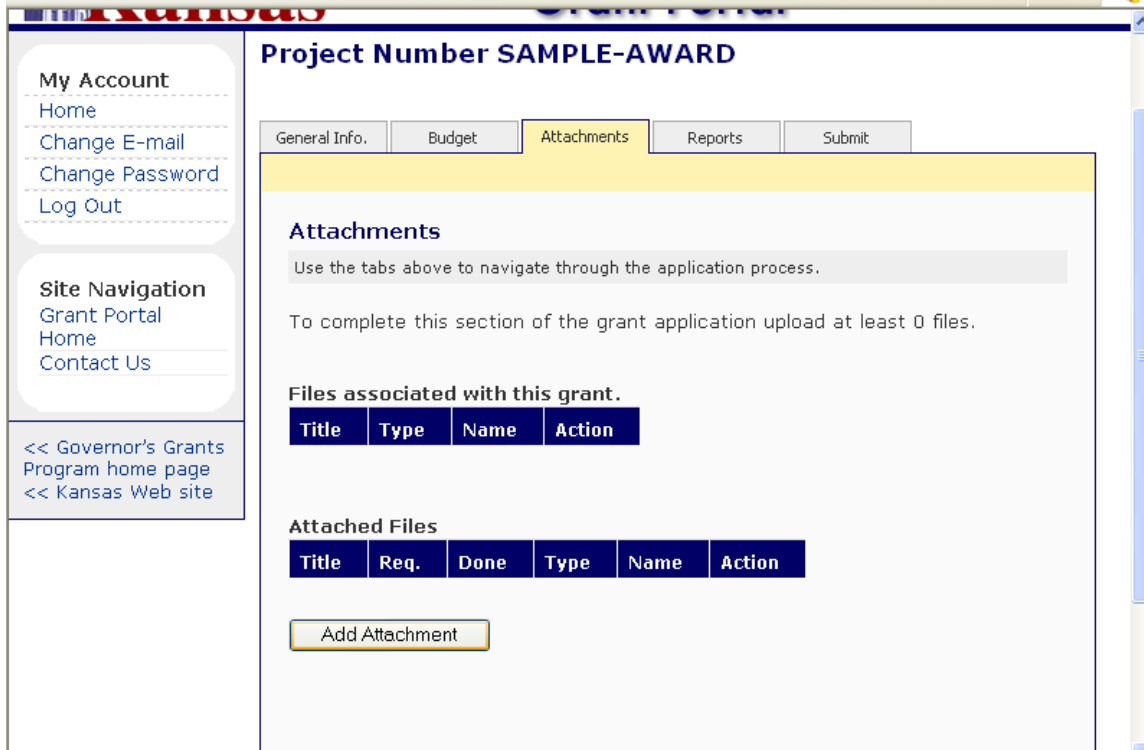 Kansas Grant Portal
Project Number SAMPLE-AWARD
My Account
Home
Change E-mail
Change Password
Log Out
Site Navigation
Grant Portal
Home
Contact Us
<< Governor's Grants
Program home page
<< Kansas Web site
General Info. Budget Attachments Reports Submit
Attachments
Use the tabs above to navigate through the application process.
To complete this section of the grant application upload at least 0 files.
Files associated with this grant.
Title Type Name Action
Attached Files
Title Req. Done Type Name Action
Add Attachment